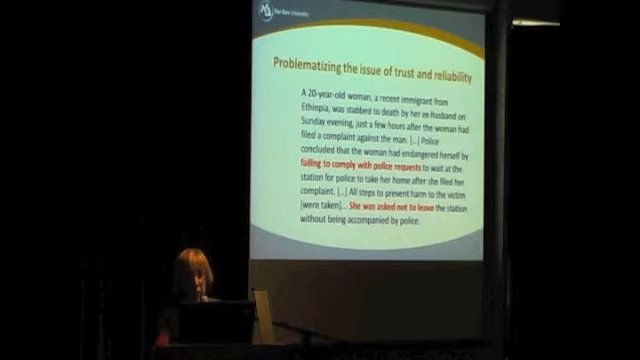 Bar-Ilan University
Problematizing the issue of trust and reliability
A 20-year-old woman, a recent immigrant from
Ethiopia, was stabbed to death by her ex-husband on
Sunday evening, just a few hours after the woman had
filed a complaint against the man. [...] Police
concluded that the woman had endangered herself by
failing to comply with police requests to wait at the
station for police to take her home after she filed her
complaint. [...] All steps to prevent harm to the victim
[were taken]... She was asked not to leave the station
without being accompanied by police.